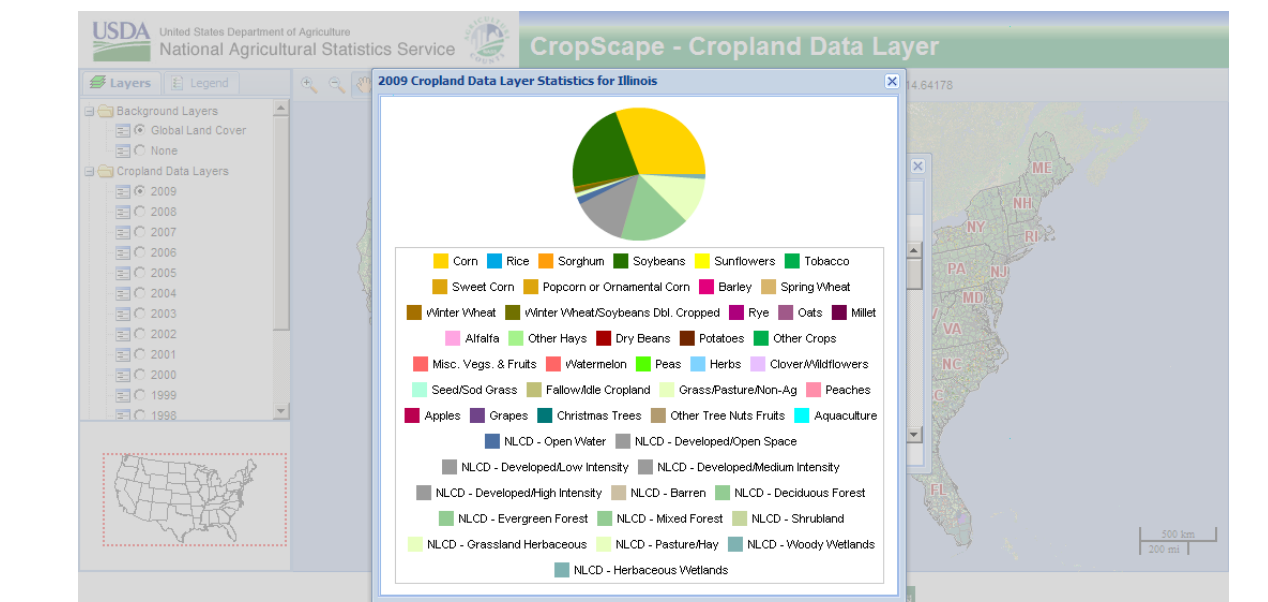 USDA United States Department of Agriculture
National Agricultural Statistics Service
CropScape - Cropland Data Layer
Layers Legend
2009 Cropland Data Layer Statistics for Illinois
14.64178
Background Layers
Global Land Cover
None
Cropland Data Layers
2009
2008
2007
2006
2005
2004
2003
2002
2001
2000
1999
1998
Corn Rice Sorghum Soybeans Sunflowers Tobacco
Sweet Corn Popcorn or Ornamental Corn Barley Spring Wheat
Winter Wheat Winter Wheat/Soybeans Dbl. Cropped Rye Oats Millet
Alfalfa Other Hays Dry Beans Potatoes Other Crops
Misc. Vegs. & Fruits Watermelon Peas Herbs Clover/Wildflowers
Seed/Sod Grass Fallow/Idle Cropland Grass/Pasture/Non-Ag Peaches
Apples Grapes Christmas Trees Other Tree Nuts Fruits Aquaculture
NLCD - Open Water NLCD - Developed/Open Space
NLCD - Developed/Low Intensity NLCD - Developed/Medium Intensity
NLCD - Developed/High Intensity NLCD - Barren NLCD - Deciduous Forest
NLCD - Evergreen Forest NLCD - Mixed Forest NLCD - Shrubland
NLCD - Grassland Herbaceous NLCD - Pasture/Hay NLCD - Woody Wetlands
NLCD - Herbaceous Wetlands
ME
NH
NY
RI
PA NJ
MD
VA
NC
SC
FL
500 km
200 mi